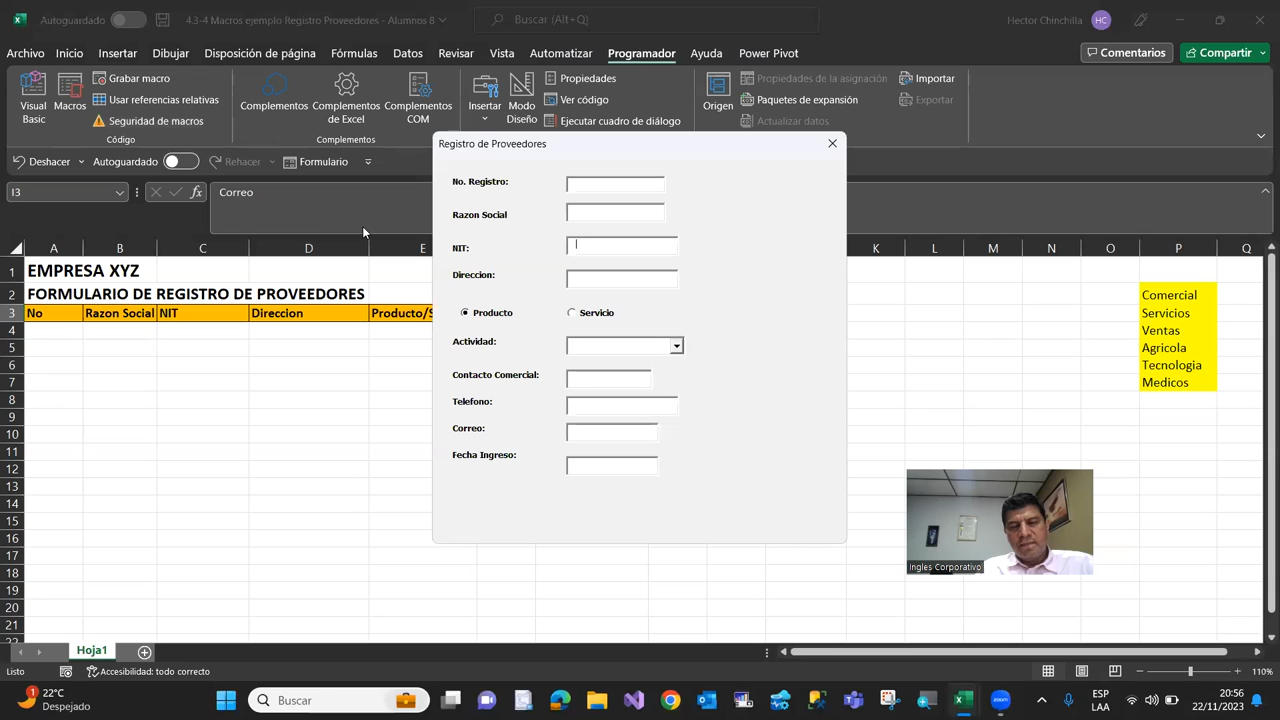 Autoguardado
4.3-4 Macros ejemplo Registro Proveedores - Alumnos 8
Buscar (Alt+Q)
Hector Chinchilla
HC
Archivo Inicio Insertar Dibujar Disposición de página Fórmulas Datos Revisar Vista Automatizar Programador Ayuda Power Pivot
Comentarios
Compartir
Visual Basic
Macros
Grabar macro
Usar referencias relativas
Seguridad de macros
Código
Complementos
Complementos de Excel
Complementos COM
Complementos
Insertar
Modo Diseño
Propiedades
Ver código
Ejecutar cuadro de diálogo
Origen
Propiedades de la asignación
Paquetes de expansión
Actualizar datos
Importar
Exportar
Deshacer
Autoguardado
Rehacer
Formulario
I3
fx
Correo
A B C D E K L M N O P Q
1 EMPRESA XYZ
2 FORMULARIO DE REGISTRO DE PROVEEDORES
3 No Razon Social NIT Direccion Producto/S
4
5
6
7
8
9
10
11
12
13
14
15
16
17
18
19
20
21
22
Comercial
Servicios
Ventas
Agricola
Tecnologia
Medicos
Registro de Proveedores
No. Registro:
Razon Social
NIT:
Direccion:
Producto
Servicio
Actividad:
Contacto Comercial:
Telefono:
Correo:
Fecha Ingreso:
Ingles Corporativo
Hoja1
Listo
Accesibilidad: todo correcto
110%
1
22°C
Despejado
Buscar
ESP
LAA
20:56
22/11/2023